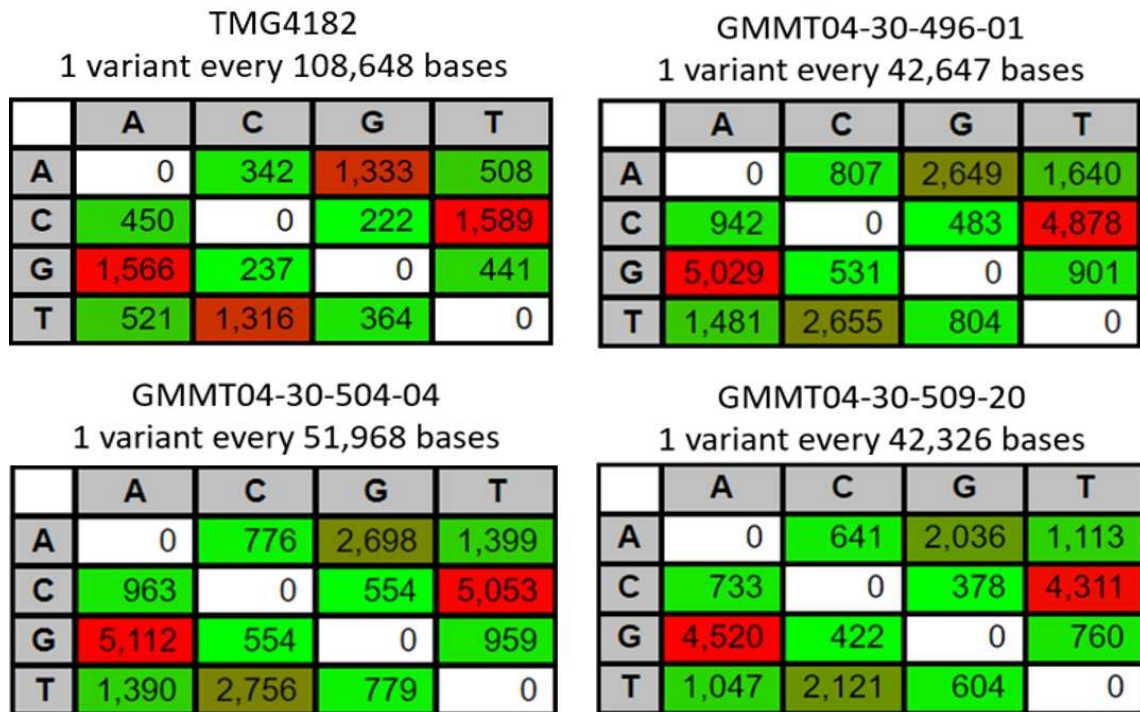 TMG4182
1 variant every 108,648 bases
A C G T
A 0 342 1,333 508
C 450 0 222 1,589
G 1,566 237 0 441
T 521 1,316 364 0
GMMT04-30-496-01
1 variant every 42,647 bases
A C G T
A 0 807 2,649 1,640
C 942 0 483 4,878
G 5,029 531 0 901
T 1,481 2,655 804 0
GMMT04-30-504-04
1 variant every 51,968 bases
A C G T
A 0 776 2,698 1,399
C 963 0 554 5,053
G 5,112 554 0 959
T 1,390 2,756 779 0
GMMT04-30-509-20
1 variant every 42,326 bases
A C G T
A 0 641 2,036 1,113
C 733 0 378 4,311
G 4,520 422 0 760
T 1,047 2,121 604 0